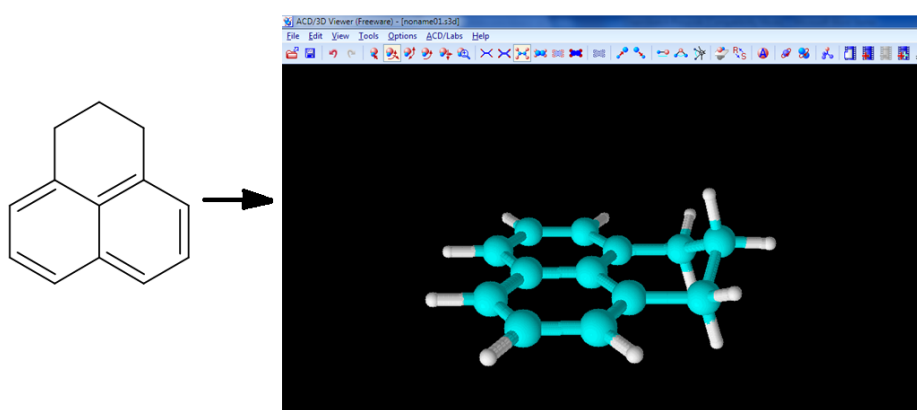 ACD/3D Viewer (Freeware) - [noname01.s3d]
File Edit View Tools Options ACD/Labs Help